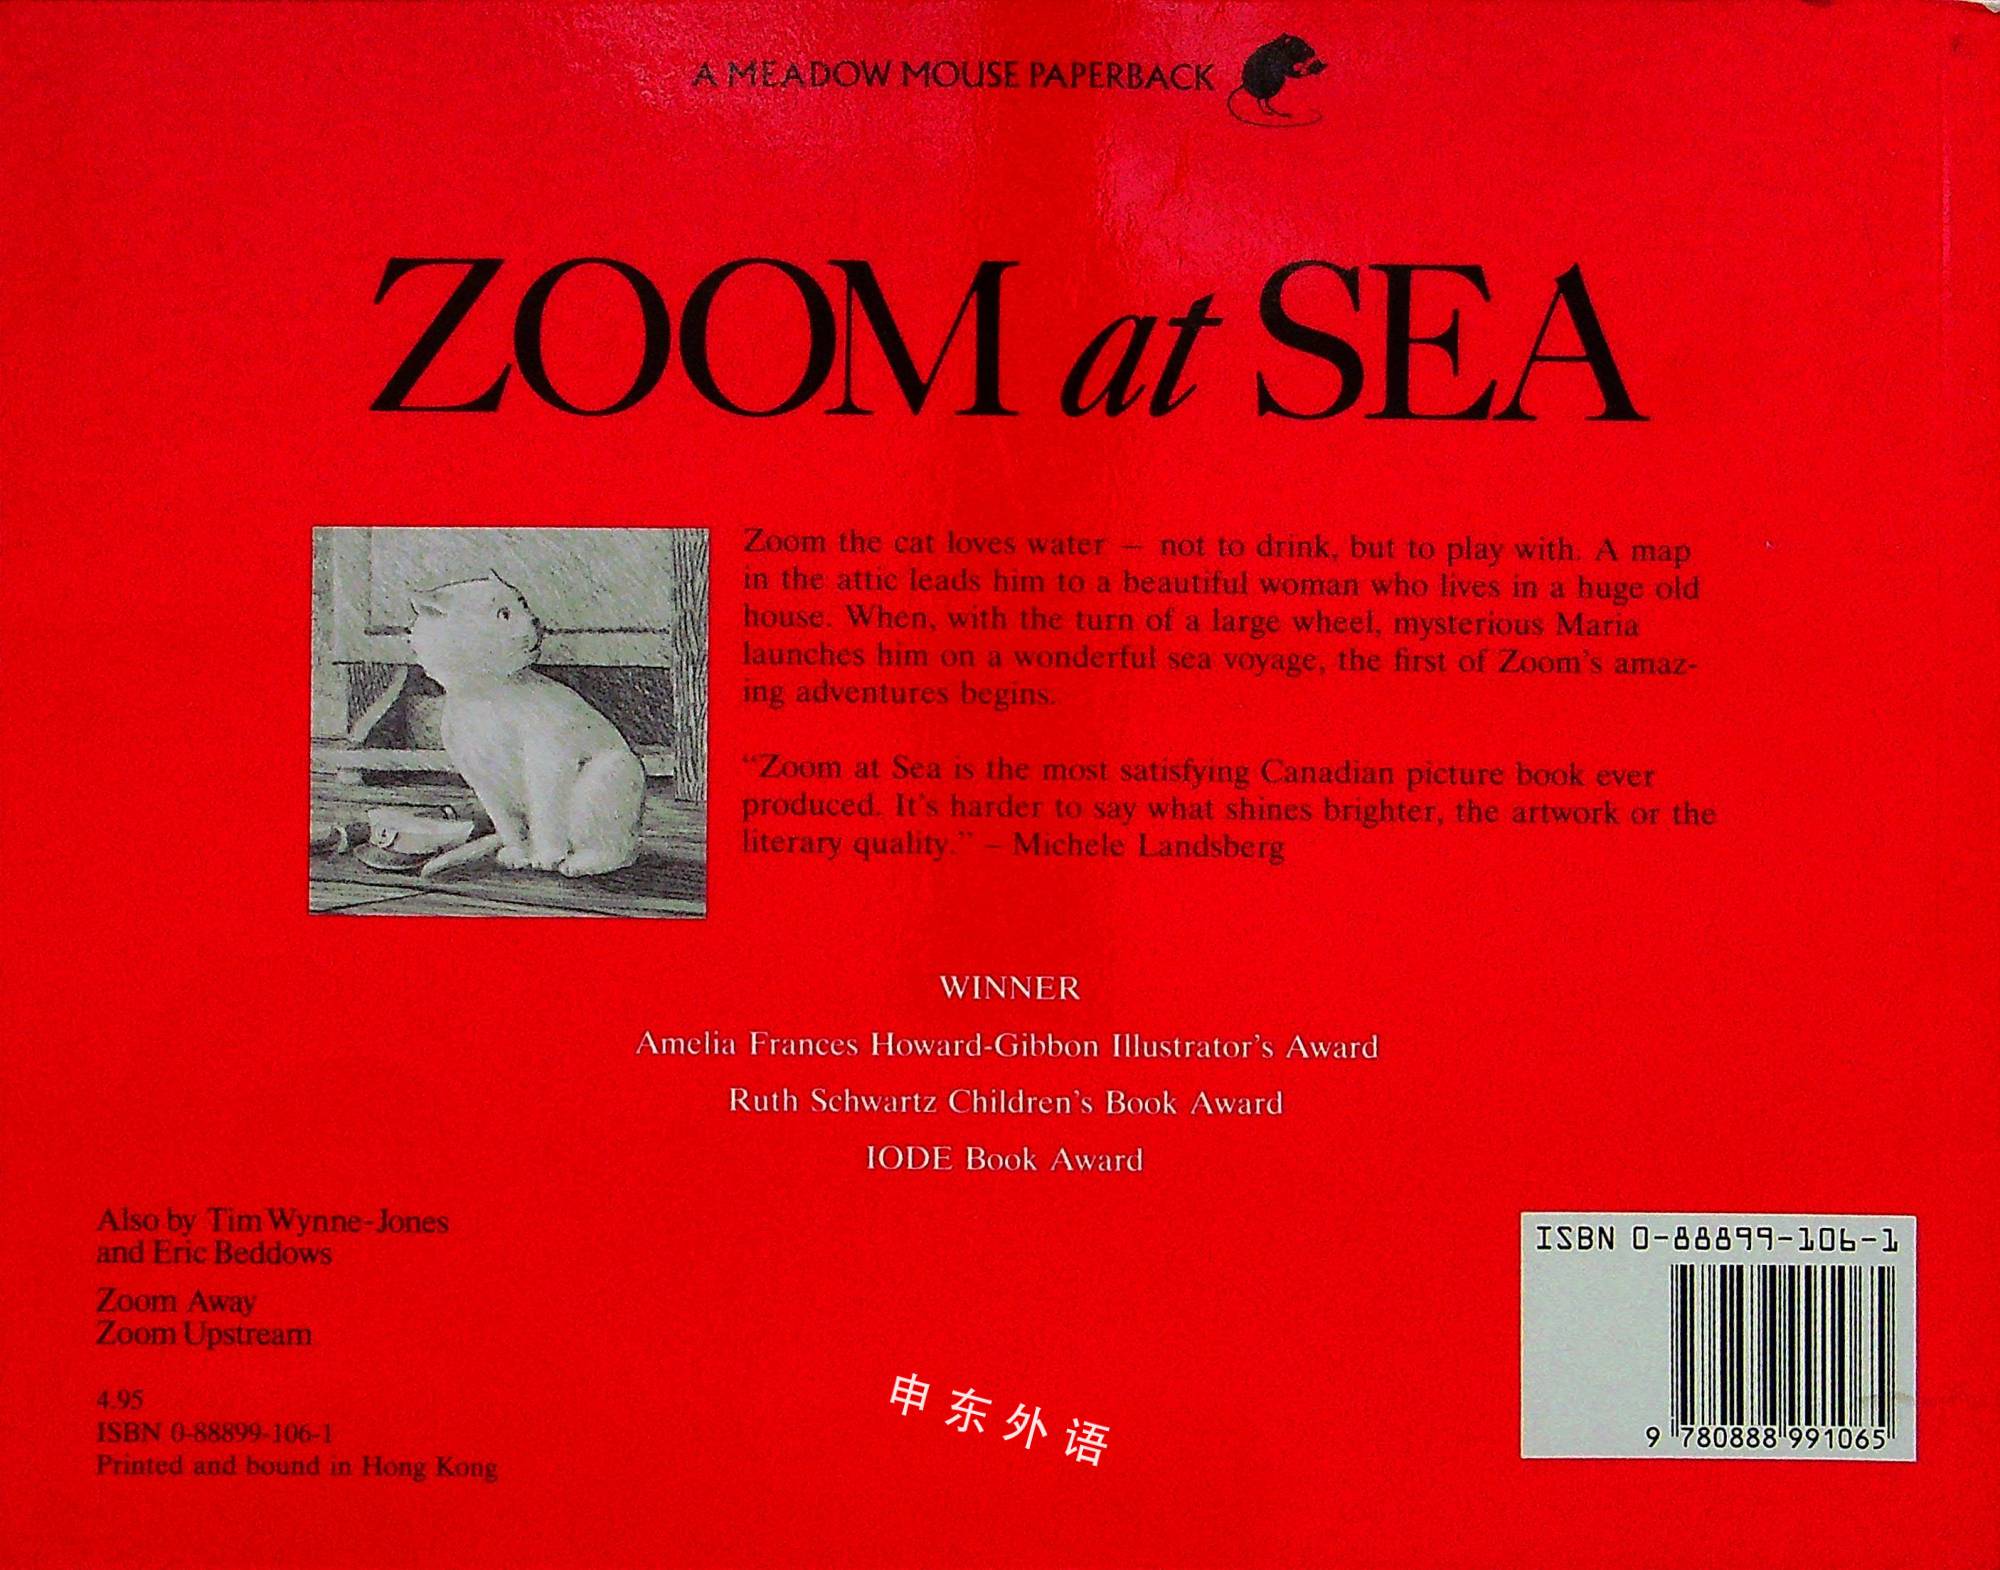 A MEADOW MOUSE PAPERBACK
ZOOM at SEA
Zoom the cat loves water — not to drink, but to play with. A map
in the attic leads him to a beautiful woman who lives in a huge old
house. When, with the turn of a large wheel, mysterious Maria
launches him on a wonderful sea voyage, the first of Zoom's amaz-
ing adventures begins.
“Zoom at Sea is the most satisfying Canadian picture book ever
produced. It's harder to say what shines brighter, the artwork or the
literary quality.” – Michele Landsberg
WINNER
Amelia Frances Howard-Gibbon Illustrator's Award
Ruth Schwartz Children's Book Award
IODE Book Award
Also by Tim Wynne-Jones
and Eric Beddows
Zoom Away
Zoom Upstream
4.95
ISBN 0-88899-106-1
Printed and bound in Hong Kong
申东外语
ISBN 0-88899-106-1
9 780888 991065